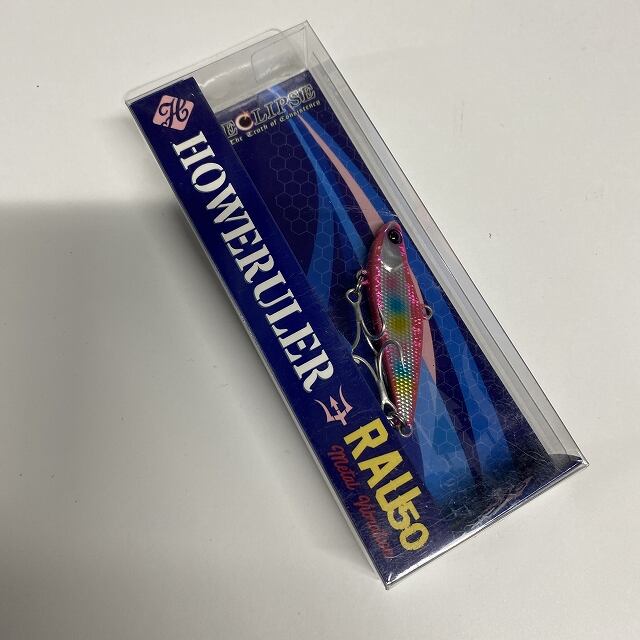 H
ECLIPSE
The Truth of Consistency
HOWERULER
RAU50
Metal Vibration